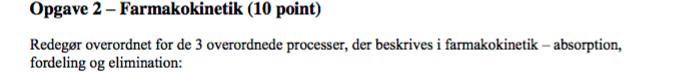 Opgave 2 – Farmakokinetik (10 point)
Redegør overordnet for de 3 overordnede processer, der beskrives i farmakokinetik – absorption,
fordeling og elimination: